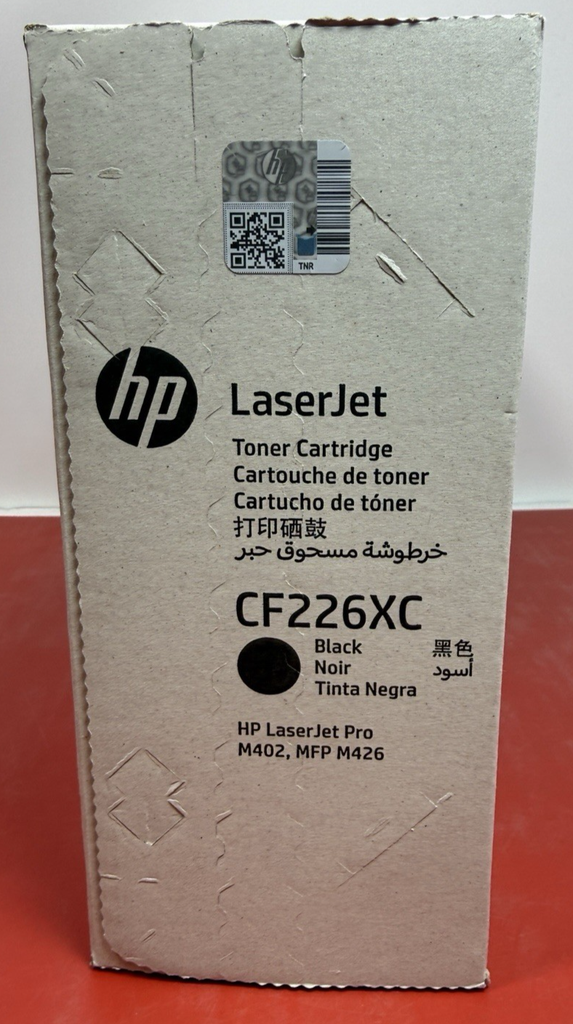 hp
TNR
hp
LaserJet
Toner Cartridge
Cartouche de toner
Cartucho de tóner
打印硒鼓
خرطوشة مسحوق حبر
CF226XC
Black
黑色
Noir
أسود
Tinta Negra
HP LaserJet Pro
M402, MFP M426